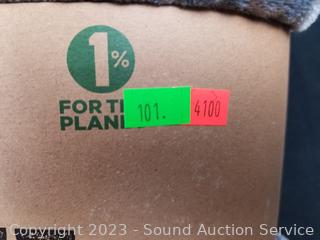 1%
FOR TH
PLANE
101.
4100
Copyright 2023 - Sound Auction Service